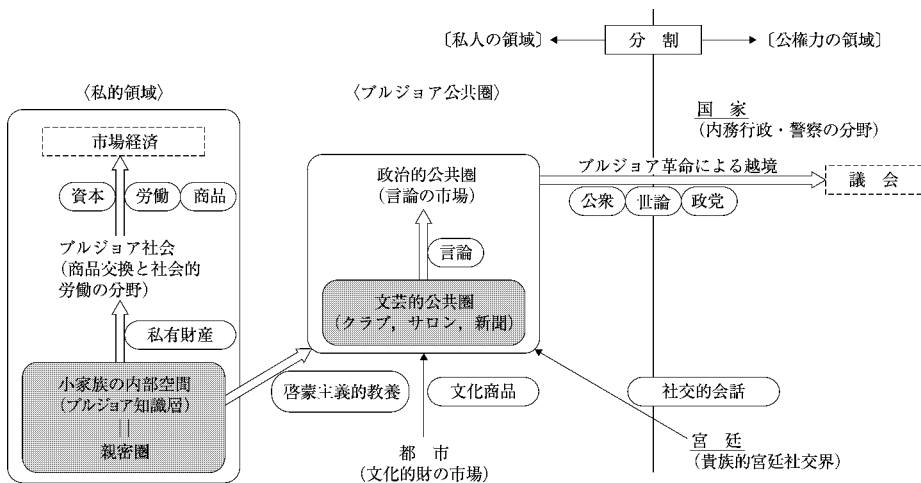 〔私人の領域〕
分　割
〔公権力の領域〕
〈私的領域〉
〈ブルジョア公共圏〉
国　家
(内務行政・警察の分野)
市場経済
資本
労働
商品
政治的公共圏
(言論の市場)
ブルジョア革命による越境
議　会
公衆
世論
政党
ブルジョア社会
(商品交換と社会的
労働の分野)
言論
文芸的公共圏
(クラブ，サロン，新聞)
私有財産
小家族の内部空間
(ブルジョア知識層)
||
親密圏
啓蒙主義的教養
文化商品
社交的会話
都　市
(文化的財の市場)
宮　廷
(貴族的宮廷社交界)